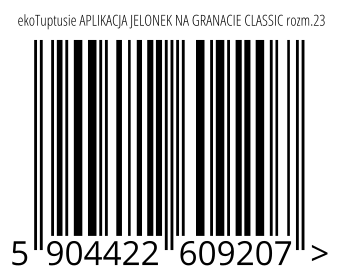 ekoTuptusie APLIKACJA JELONEK NA GRANACIE CLASSIC rozm.23
5 904422 609207 >